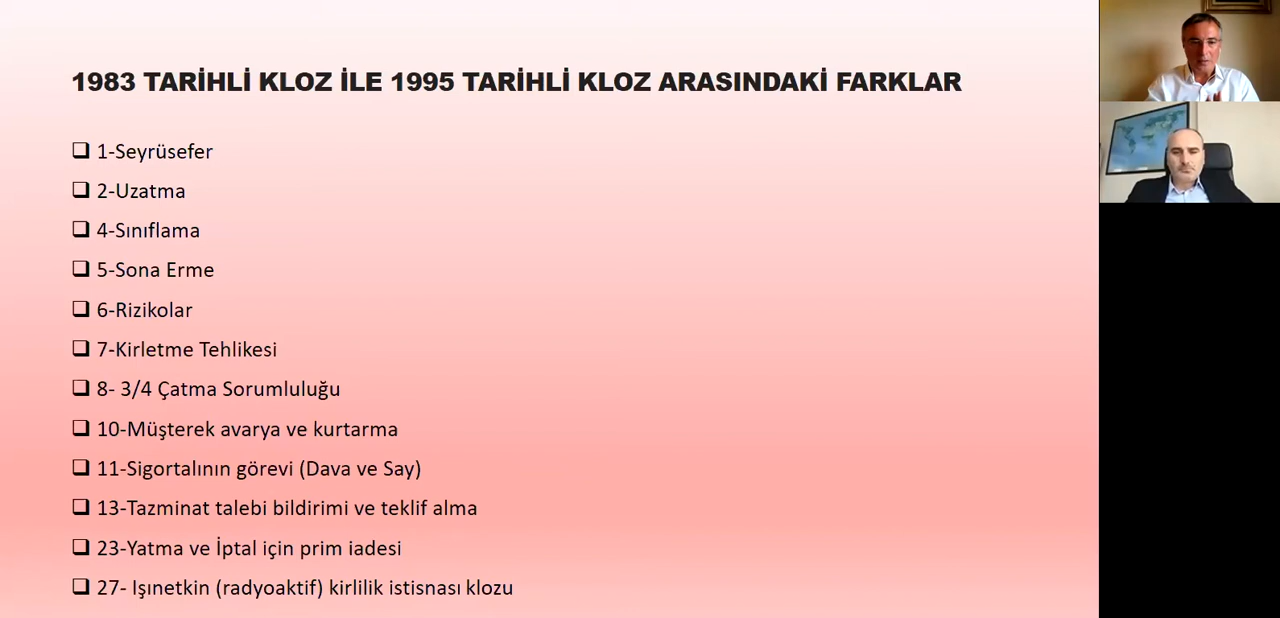 1983 TARİHLİ KLOZ İLE 1995 TARİHLİ KLOZ ARASINDAKİ FARKLAR
1-Seyrüsefer
2-Uzatma
4-Sınıflama
5-Sona Erme
6-Rizikolar
7-Kirletme Tehlikesi
8- 3/4 Çatma Sorumluluğu
10-Müşterek avarya ve kurtarma
11-Sigortalının görevi (Dava ve Say)
13-Tazminat talebi bildirimi ve teklif alma
23-Yatma ve İptal için prim iadesi
27- Işınetkin (radyoaktif) kirlilik istisnası klozu